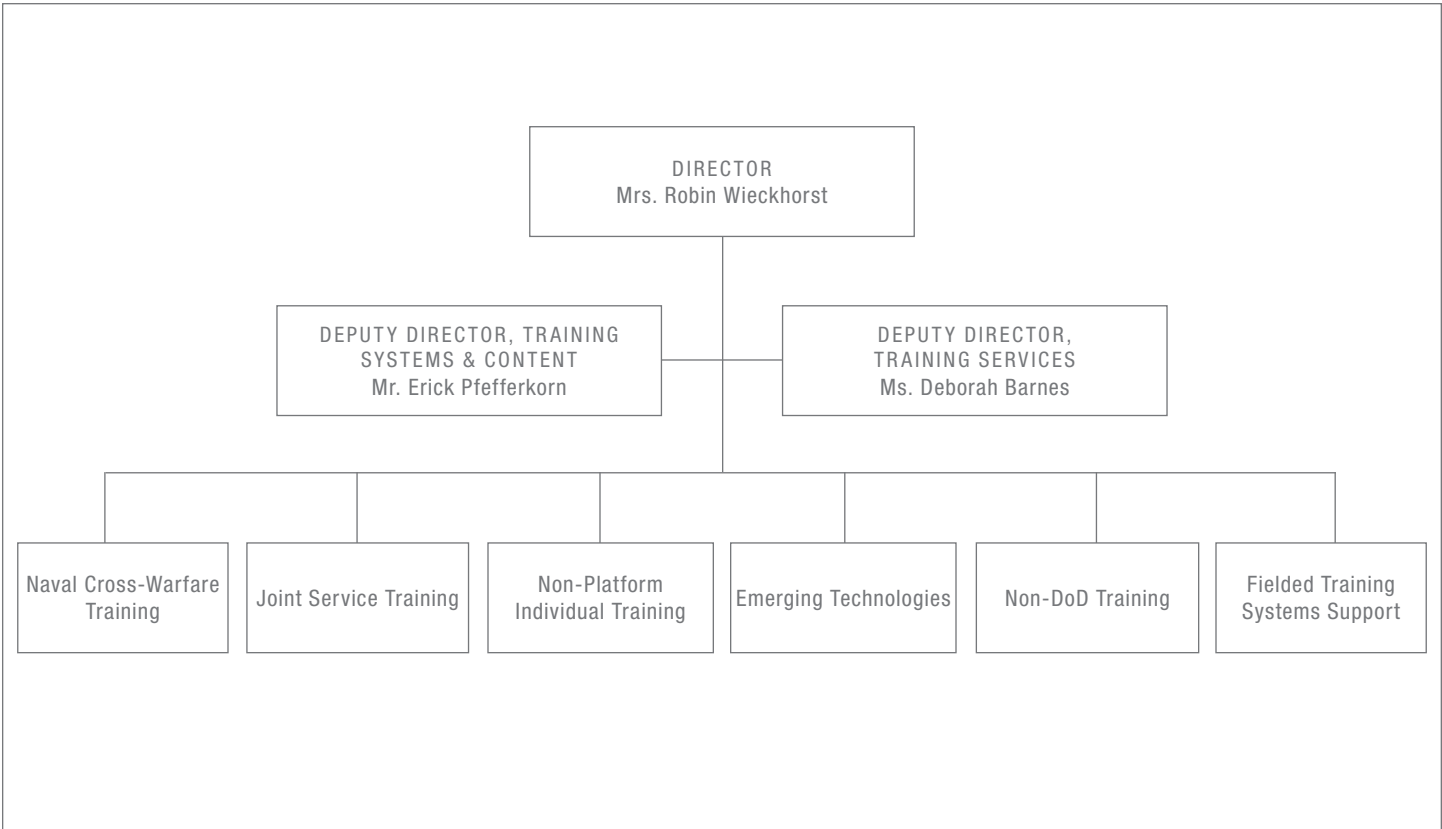 DIRECTOR
Mrs. Robin Wieckhorst
DEPUTY DIRECTOR, TRAINING
SYSTEMS & CONTENT
Mr. Erick Pfefferkorn
DEPUTY DIRECTOR,
TRAINING SERVICES
Ms. Deborah Barnes
Naval Cross-Warfare
Training
Joint Service Training
Non-Platform
Individual Training
Emerging Technologies
Non-DoD Training
Fielded Training
Systems Support